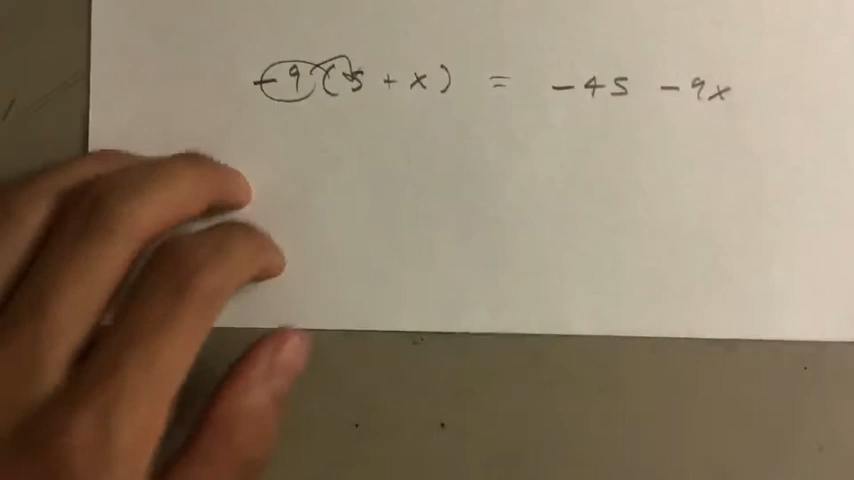 -9(5 + x) = -45 -9x